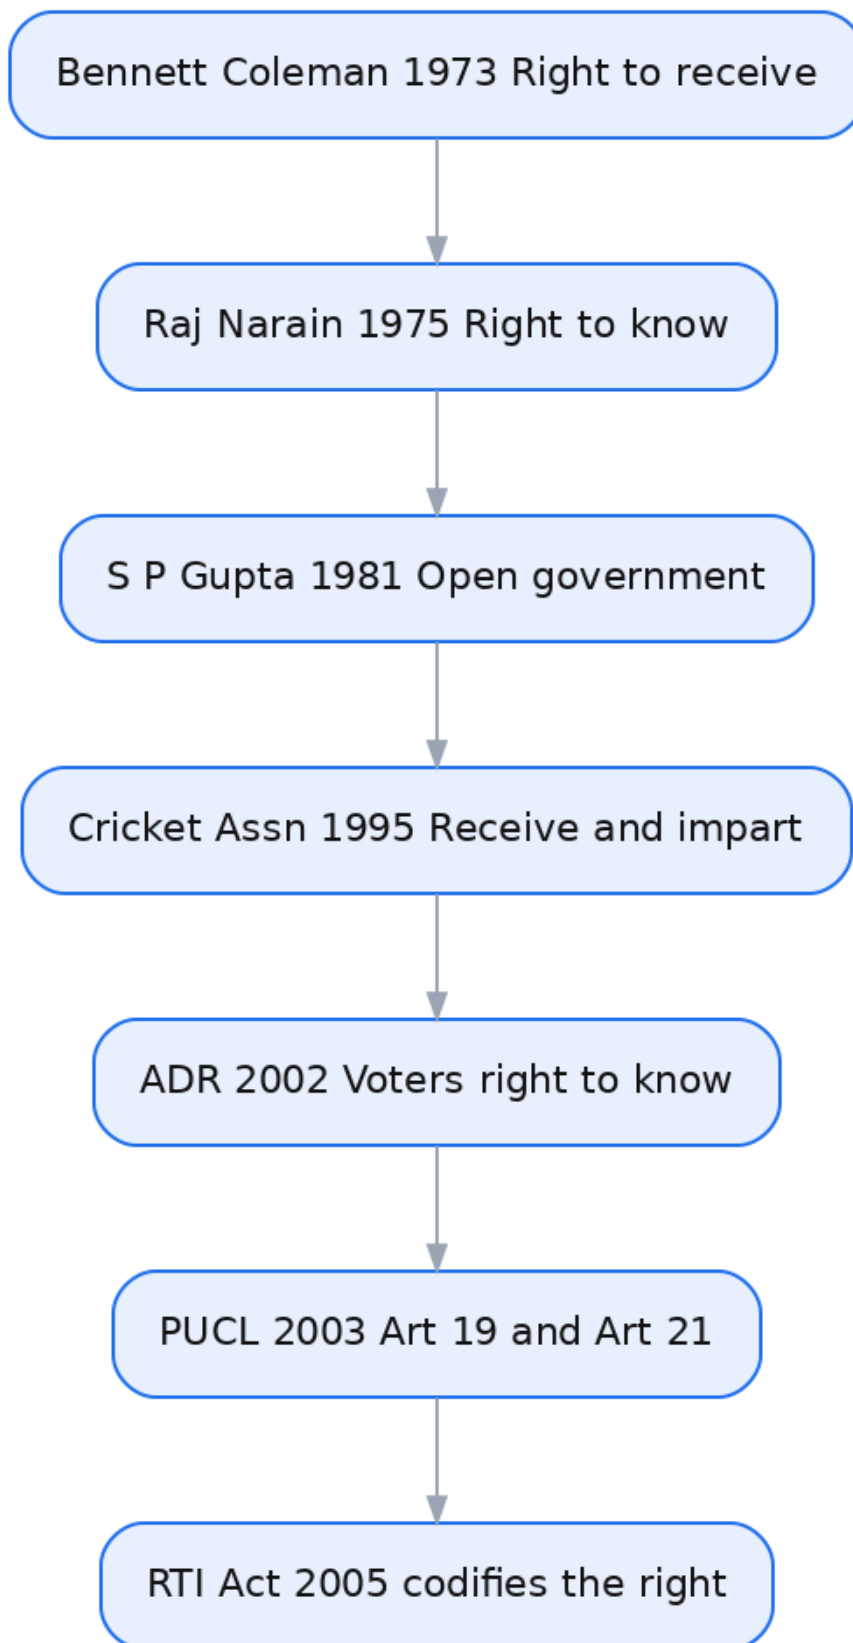 Bennett Coleman 1973 Right to receive
Raj Narain 1975 Right to know
S P Gupta 1981 Open government
Cricket Assn 1995 Receive and impart
ADR 2002 Voters right to know
PUCL 2003 Art 19 and Art 21
RTI Act 2005 codifies the right